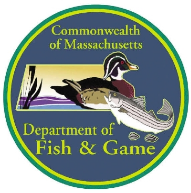 Commonwealth
of Massachusetts
Department of
Fish & Game